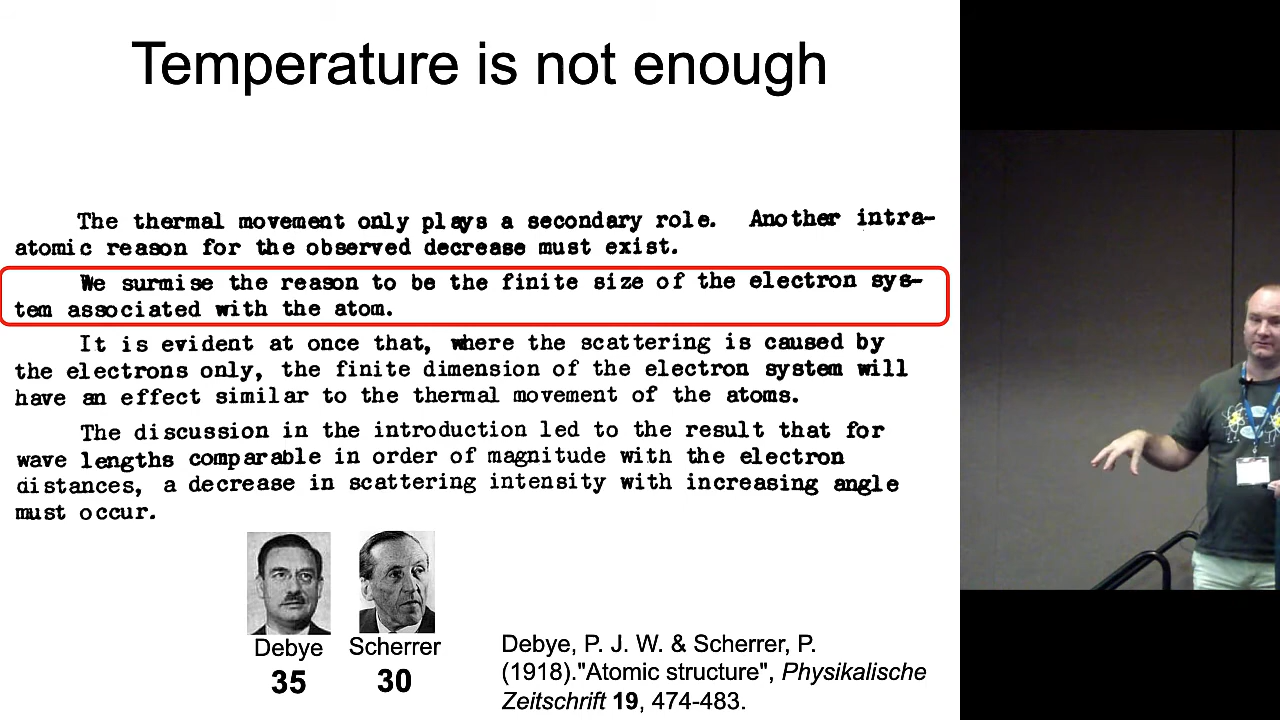 Temperature is not enough
The thermal movement only plays a secondary role. Another intra-
atomic reason for the observed decrease must exist.
We surmise the reason to be the finite size of the electron sys-
tem associated with the atom.
It is evident at once that, where the scattering is caused by
the electrons only, the finite dimension of the electron system will
have an effect similar to the thermal movement of the atoms.
The discussion in the introduction led to the result that for
wave lengths comparable in order of magnitude with the electron
distances, a decrease in scattering intensity with increasing angle
must occur.
Debye Scherrer
35 30
Debye, P. J. W. & Scherrer, P.
(1918)."Atomic structure", Physikalische
Zeitschrift 19, 474-483.